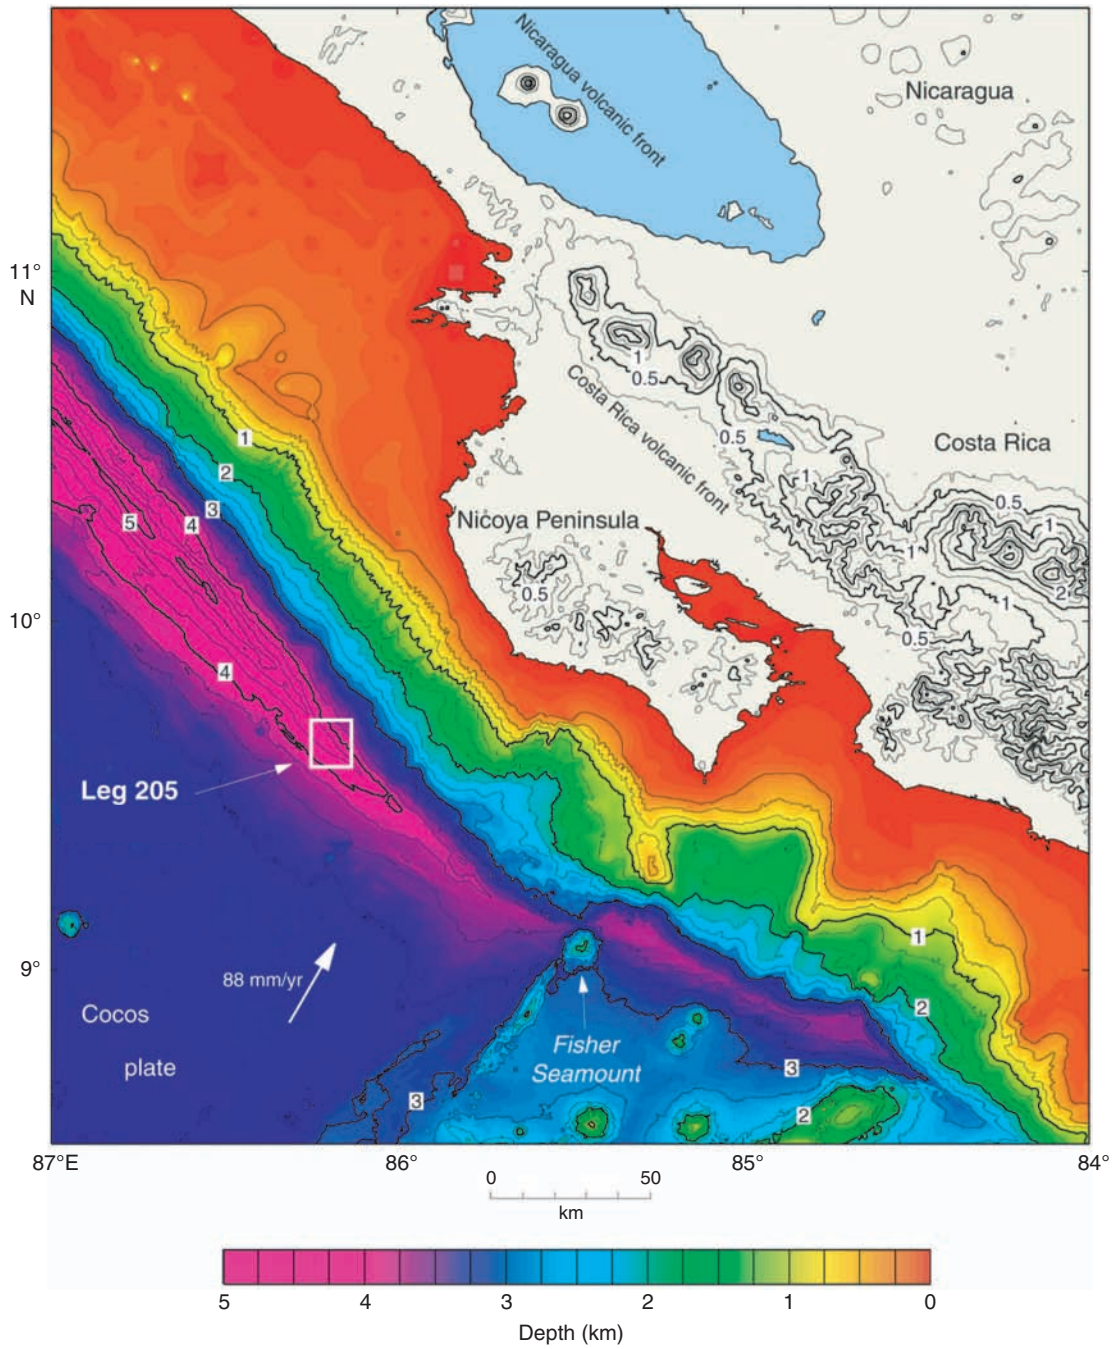 Nicaragua volcanic front
Nicaragua
11°
N
1
0.5
Costa Rica volcanic front
0.5
Costa Rica
1
1
2
3
4
5
0.5
1
1
2
Nicoya Peninsula
0.5
1
0.5
10°
4
Leg 205
1
9°
88 mm/yr
2
Cocos
plate
Fisher
Seamount
3
3
2
87°E
86°
85°
84°
0
50
km
5
4
3
2
1
0
Depth (km)